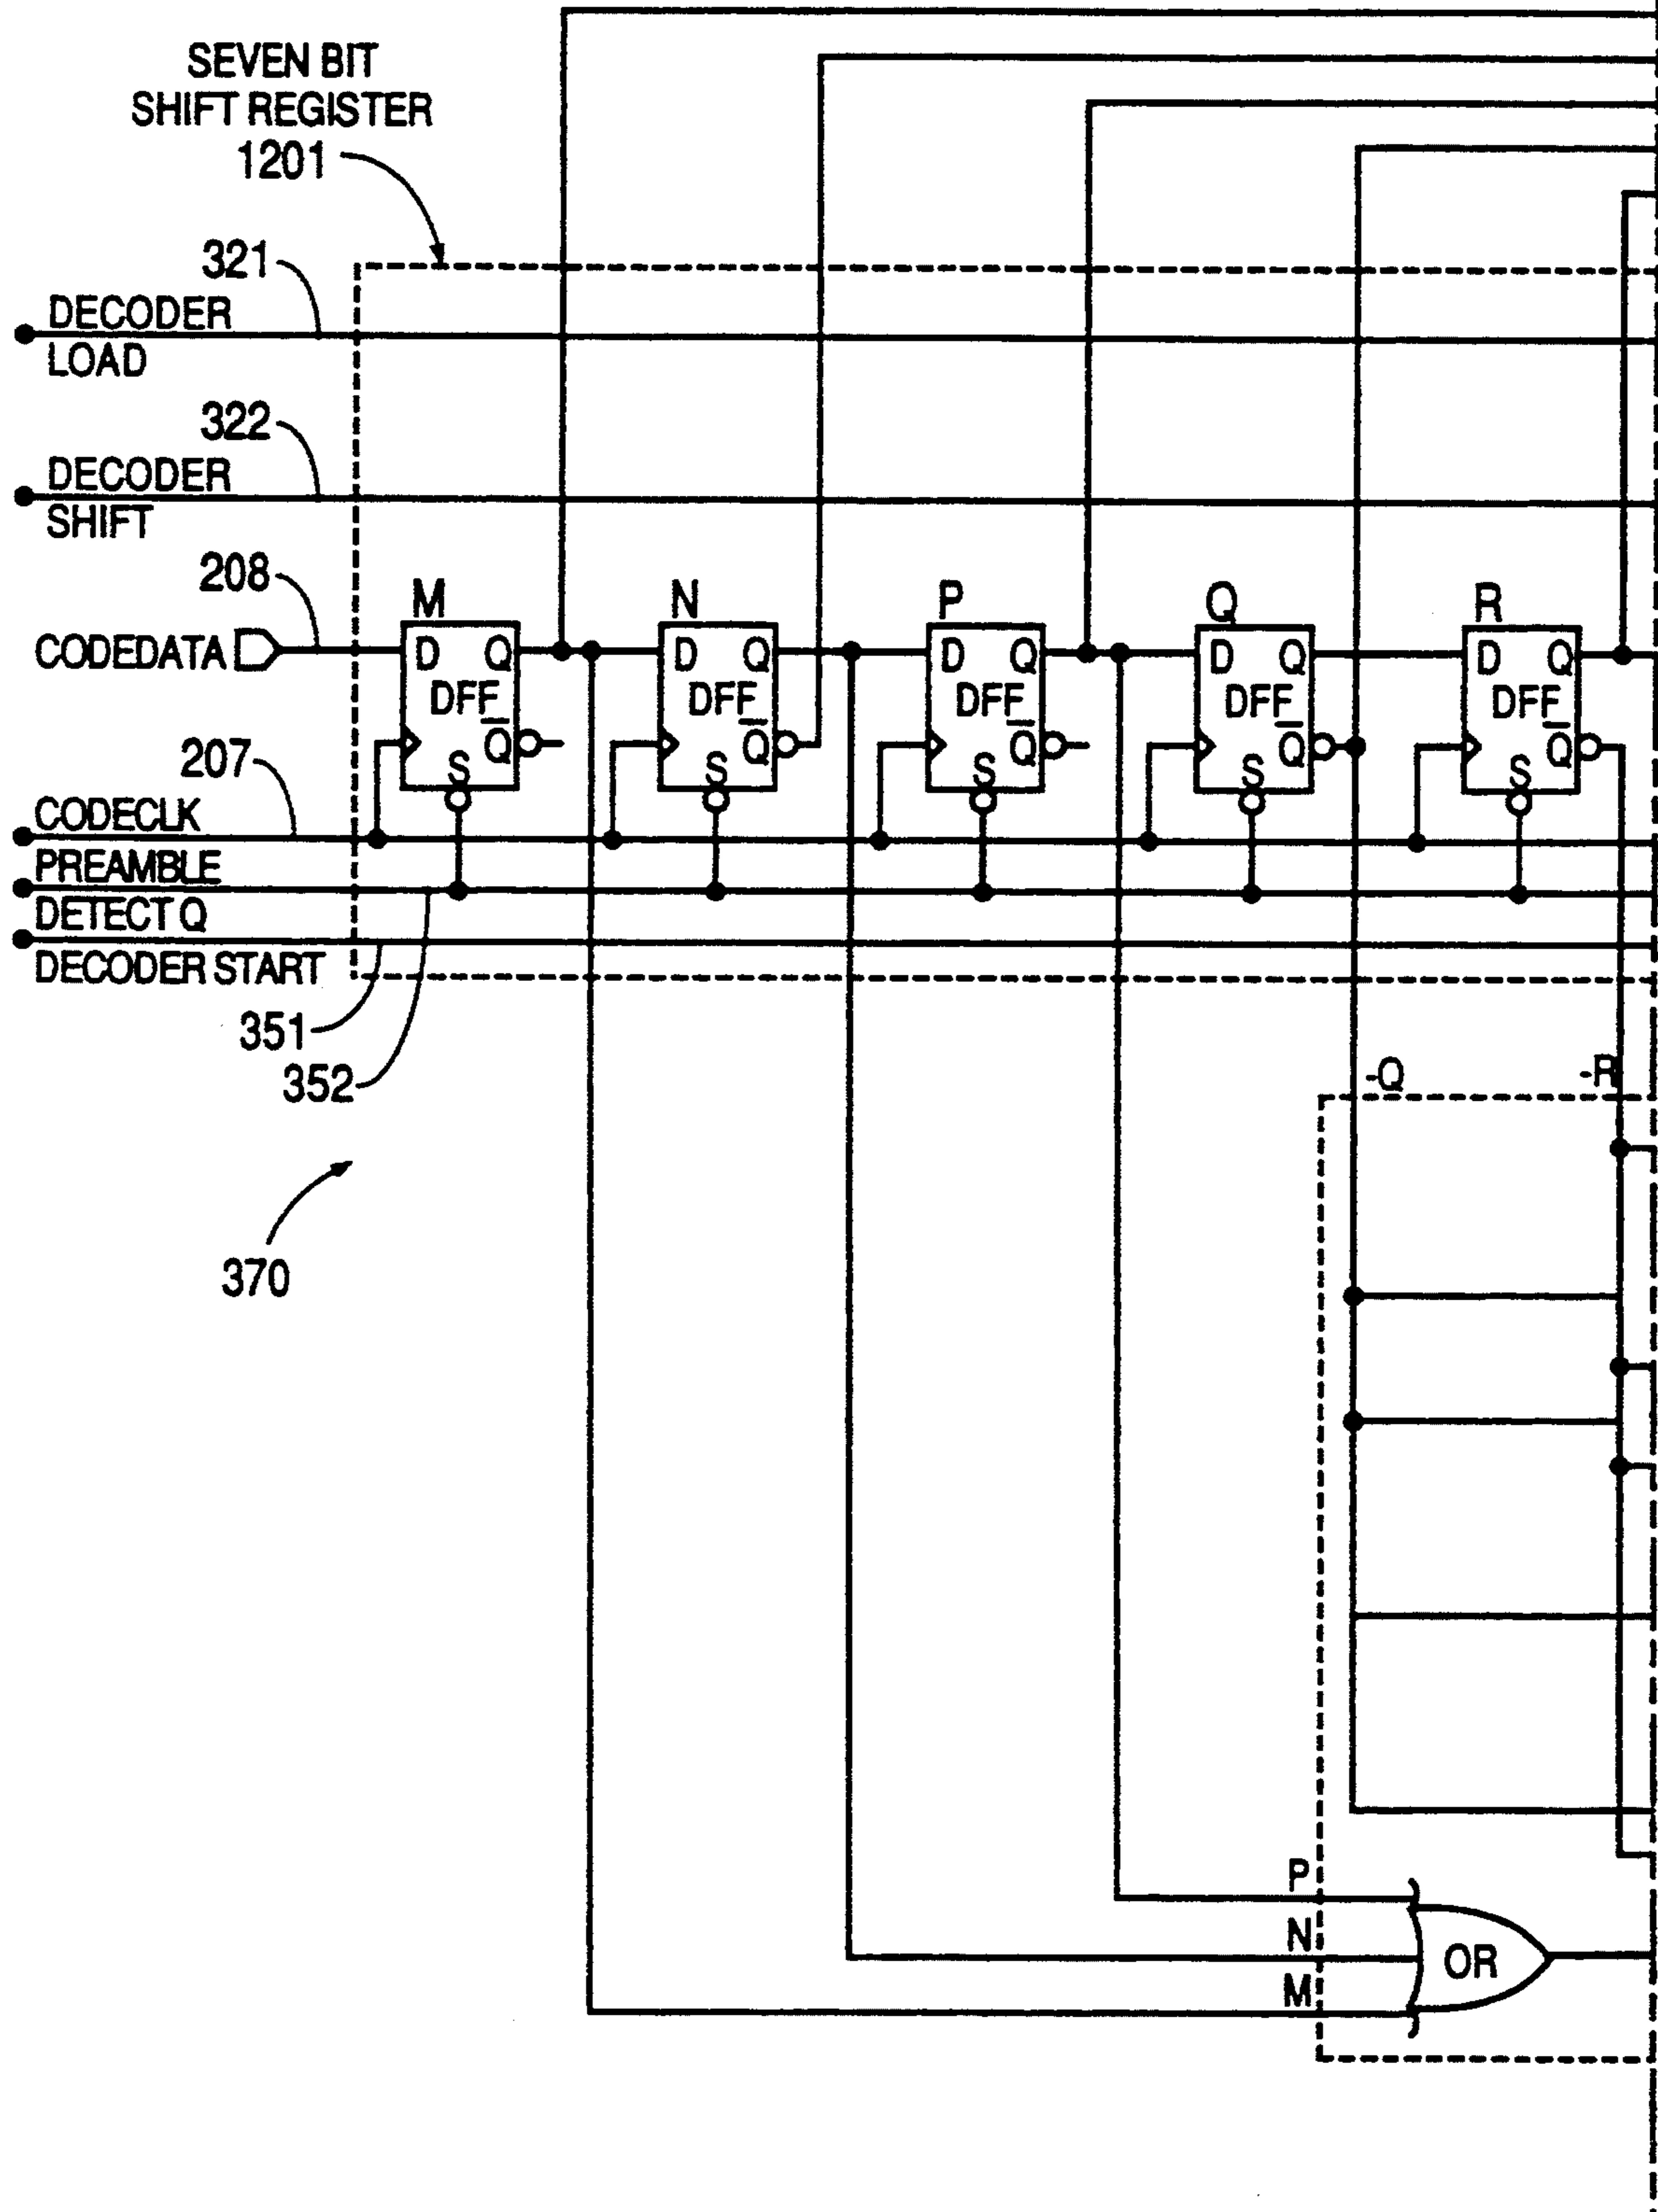 SEVEN BIT
SHIFT REGISTER
1201
321
DECODER
LOAD
322
DECODER
SHIFT
208
CODEDATA
M
N
P
Q
R
D Q
DFF
Q̅
S
D Q
DFF
Q̅
S
D Q
DFF
Q̅
S
D Q
DFF
Q̅
S
D Q
DFF
Q̅
S
207
CODECLK
PREAMBLE
DETECT Q
DECODER START
351
352
370
-Q
-R
P
N
M
OR